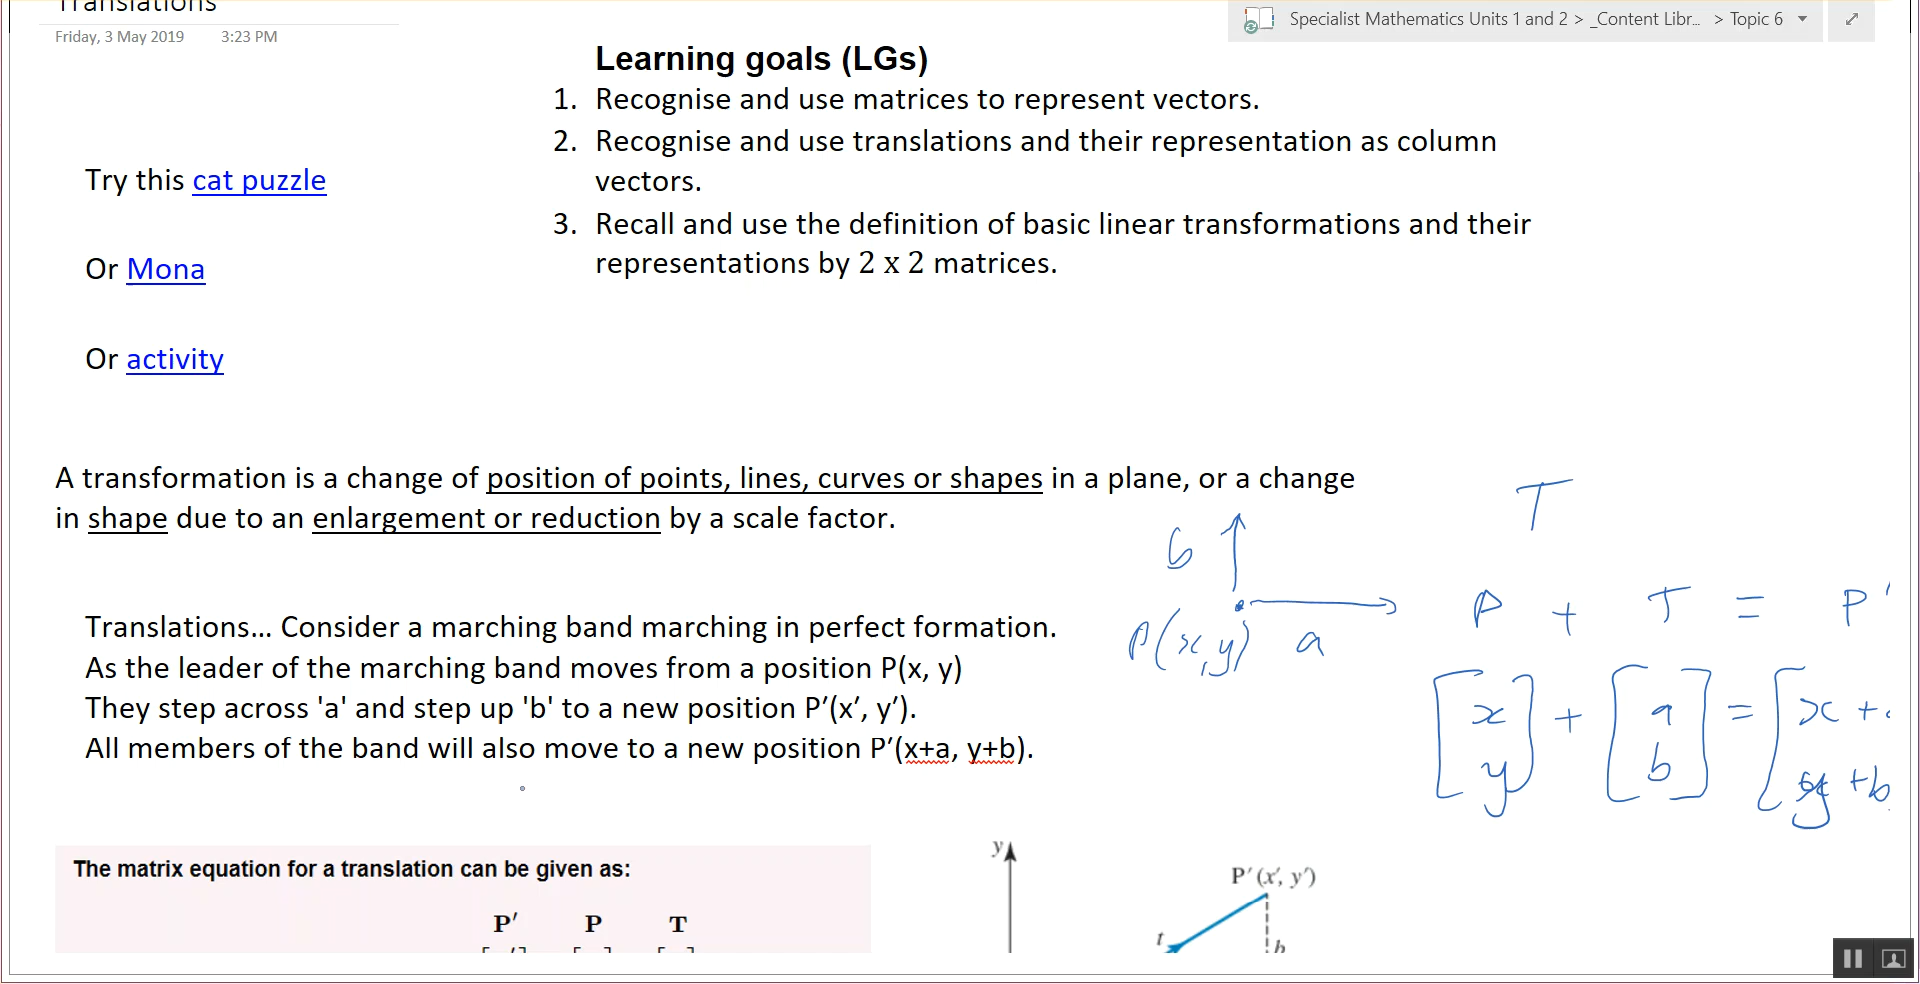 Translations
Friday, 3 May 2019 3:23 PM
Specialist Mathematics Units 1 and 2 > _Content Libr... > Topic 6
Learning goals (LGs)
1. Recognise and use matrices to represent vectors.
2. Recognise and use translations and their representation as column
vectors.
3. Recall and use the definition of basic linear transformations and their
representations by 2 x 2 matrices.
Try this cat puzzle
Or Mona
Or activity
A transformation is a change of position of points, lines, curves or shapes in a plane, or a change
in shape due to an enlargement or reduction by a scale factor.
T
b
P(x,y) a
P + T = P'
Translations... Consider a marching band marching in perfect formation.
As the leader of the marching band moves from a position P(x, y)
They step across 'a' and step up 'b' to a new position P′(x′, y′).
All members of the band will also move to a new position P′(x+a, y+b).
[x + [a = [x +
y] b] y +b
The matrix equation for a translation can be given as:
P′ P T
y
P′ (x′, y′)
t
b